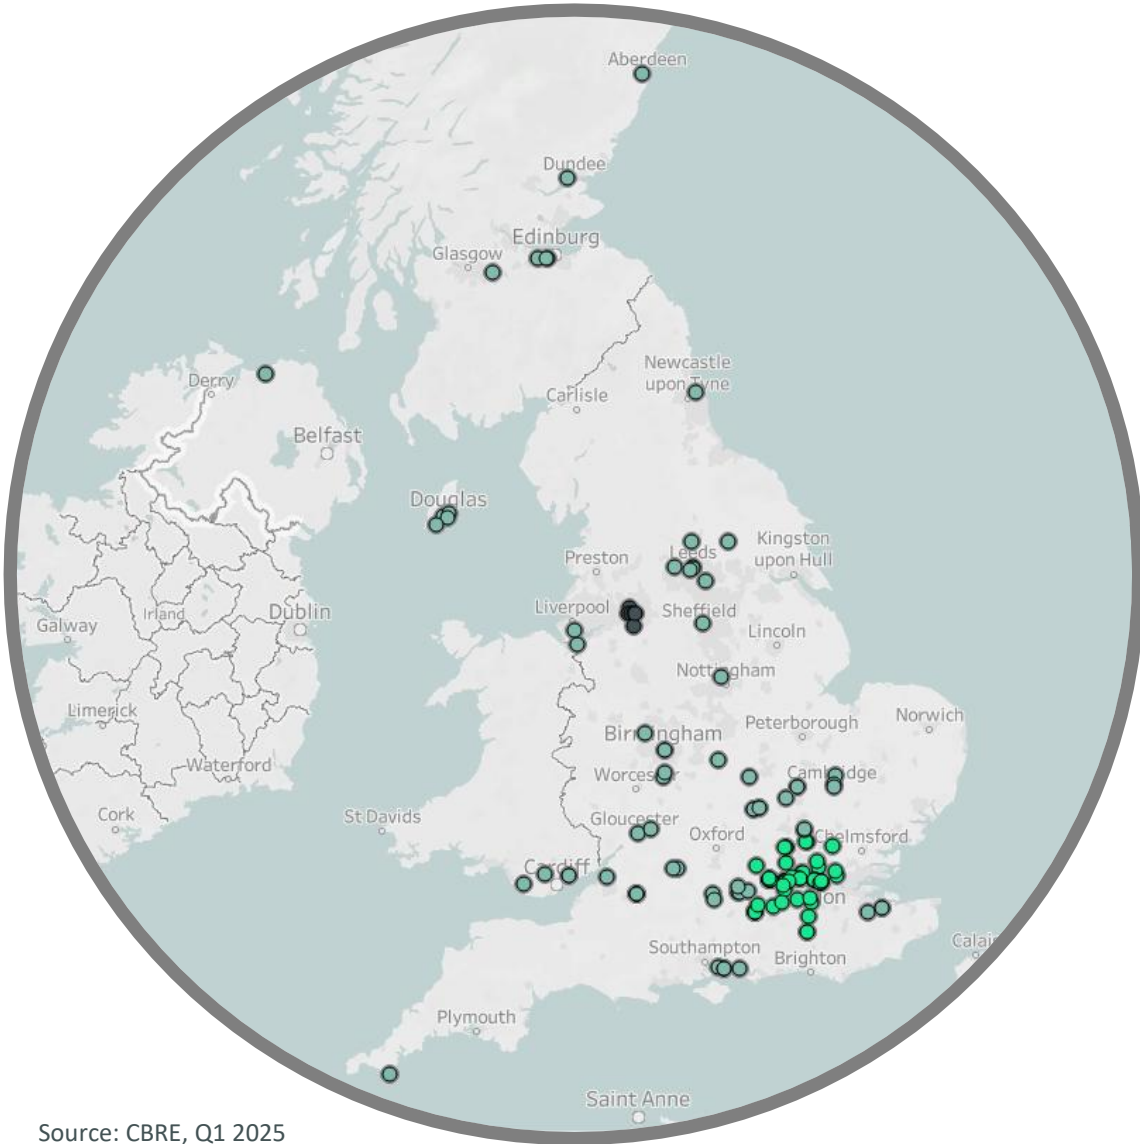 Aberdeen
Dundee
Edinburg
Glasgow
Newcastle
upon Tyne
Derry
Carlisle
Belfast
Douglas
Leeds
Kingston
upon Hull
Preston
Liverpool
Sheffield
Irland
Dublin
Galway
Lincoln
Nottingham
Limerick
Peterborough
Norwich
Birmingham
Waterford
Worcester
Cambridge
Cork
St Davids
Gloucester
Oxford
Chelmsford
Cardiff
on
Southampton
Brighton
Calai
Plymouth
Saint Anne
Source: CBRE, Q1 2025